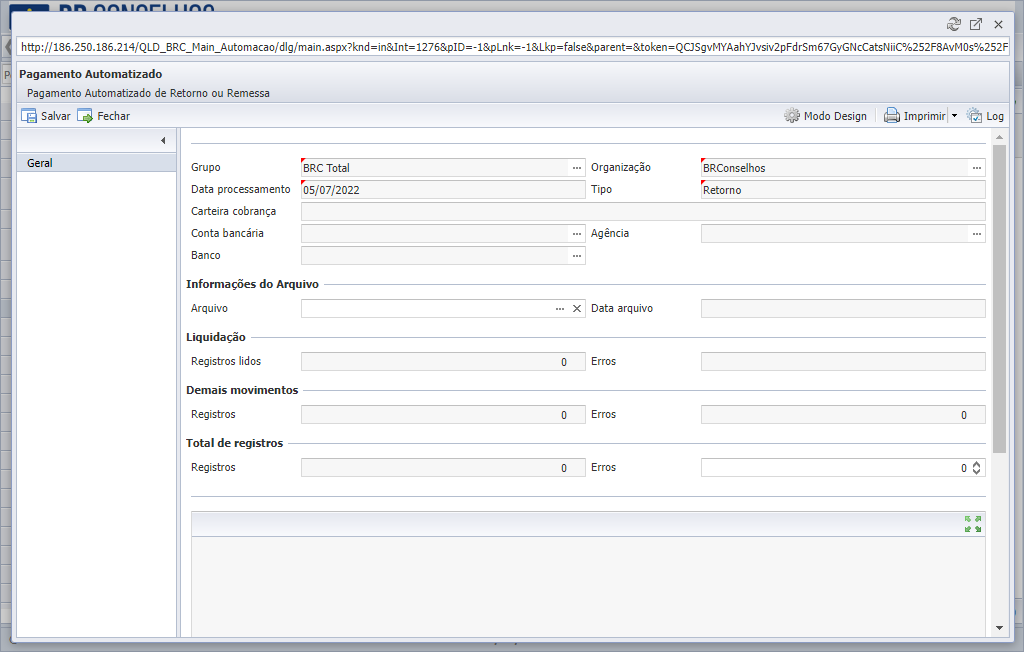 http://186.250.186.214/QLD_BRC_Main_Automacao/dlg/main.aspx?knd=in&Int=1276&pID=-1&pLnk=-1&Lkp=false&parent=&token=QCJSgvMYAahYJvsiv2pFdrSm67GyGNcCatsNiiC%252F8AvM0s%252F
Pagamento Automatizado
Pagamento Automatizado de Retorno ou Remessa
Salvar Fechar Modo Design Imprimir Log
Geral
Grupo BRC Total ... Organização BRConselhos ...
Data processamento 05/07/2022 Tipo Retorno
Carteira cobrança
Conta bancária ... Agência ...
Banco ...
Informações do Arquivo
Arquivo ... Data arquivo
Liquidação
Registros lidos 0 Erros
Demais movimentos
Registros 0 Erros 0
Total de registros
Registros 0 Erros 0